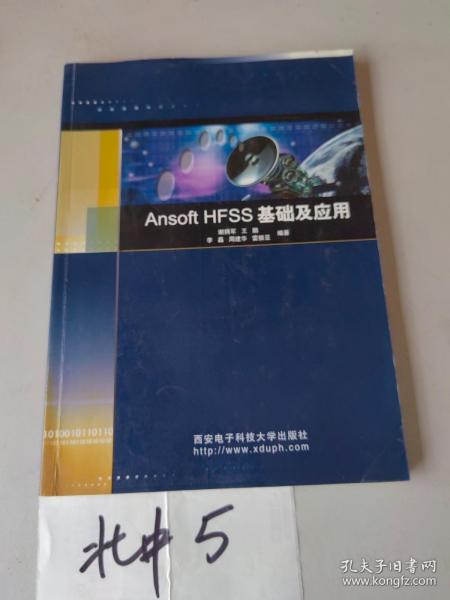 Ansoft HFSS 基础及应用
谢拥军 王 鹏
李 磊 周建华 雷振亚 编著
西安电子科技大学出版社
http://www.xduph.com
北中 5
孔夫子旧书网
www.kongfz.com